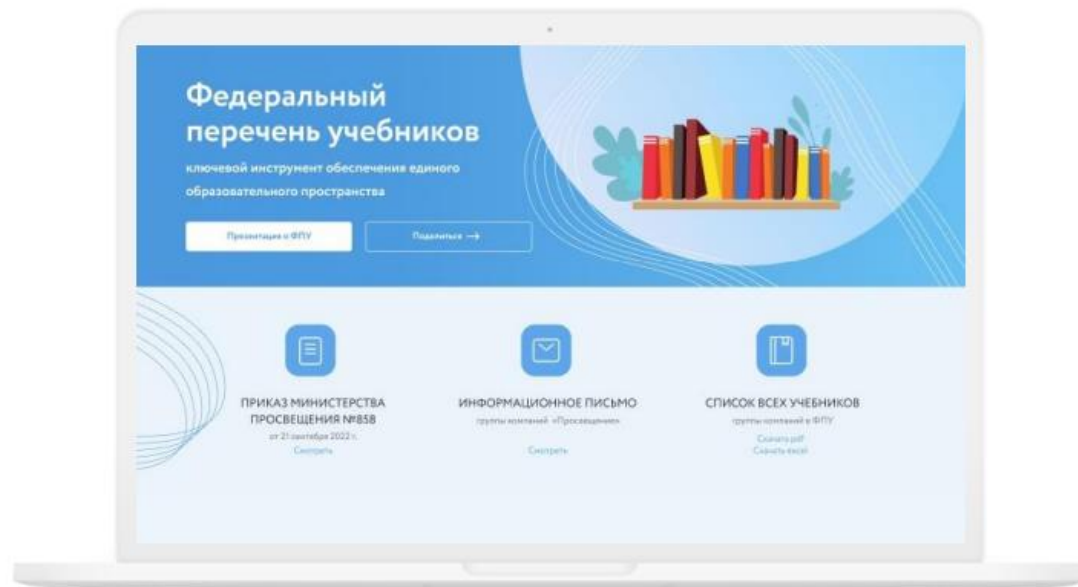 Федеральный
перечень учебников
ключевой инструмент обеспечения единого
образовательного пространства
Презентация о ФПУ
Поделиться →
ПРИКАЗ МИНИСТЕРСТВА
ПРОСВЕЩЕНИЯ №858
от 21 сентября 2022 г.
Смотреть
ИНФОРМАЦИОННОЕ ПИСЬМО
группы компаний «Просвещение»
Смотреть
СПИСОК ВСЕХ УЧЕБНИКОВ
группы компаний в ФПУ
Скачать pdf
Скачать excel